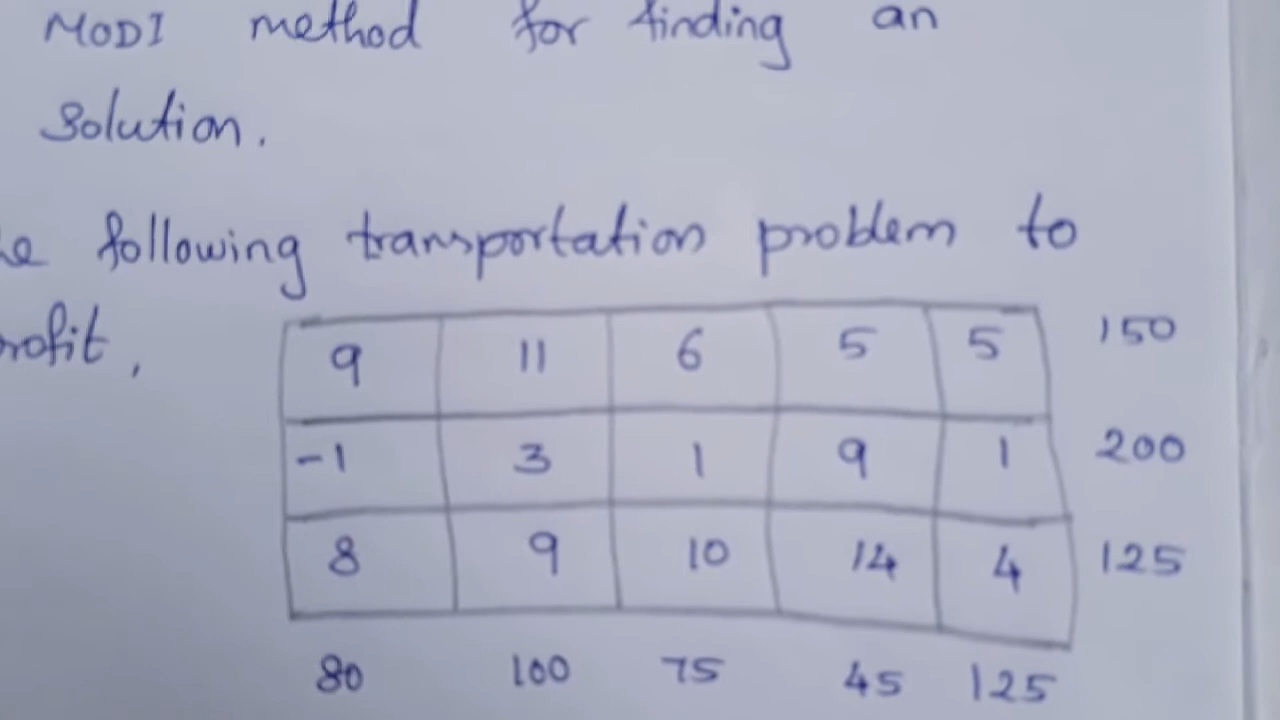 MODI method for finding an
solution.
following transportation problem to
9 11 6 5 5 150
-1 3 1 9 1 200
8 9 10 14 4 125
80 100 75 45 125